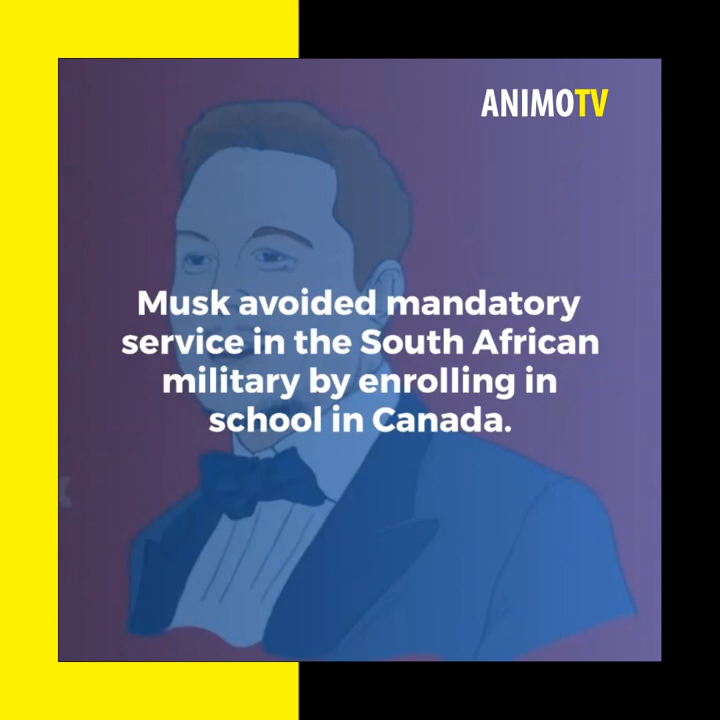 ANIMOTV
Musk avoided mandatory
service in the South African
military by enrolling in
school in Canada.